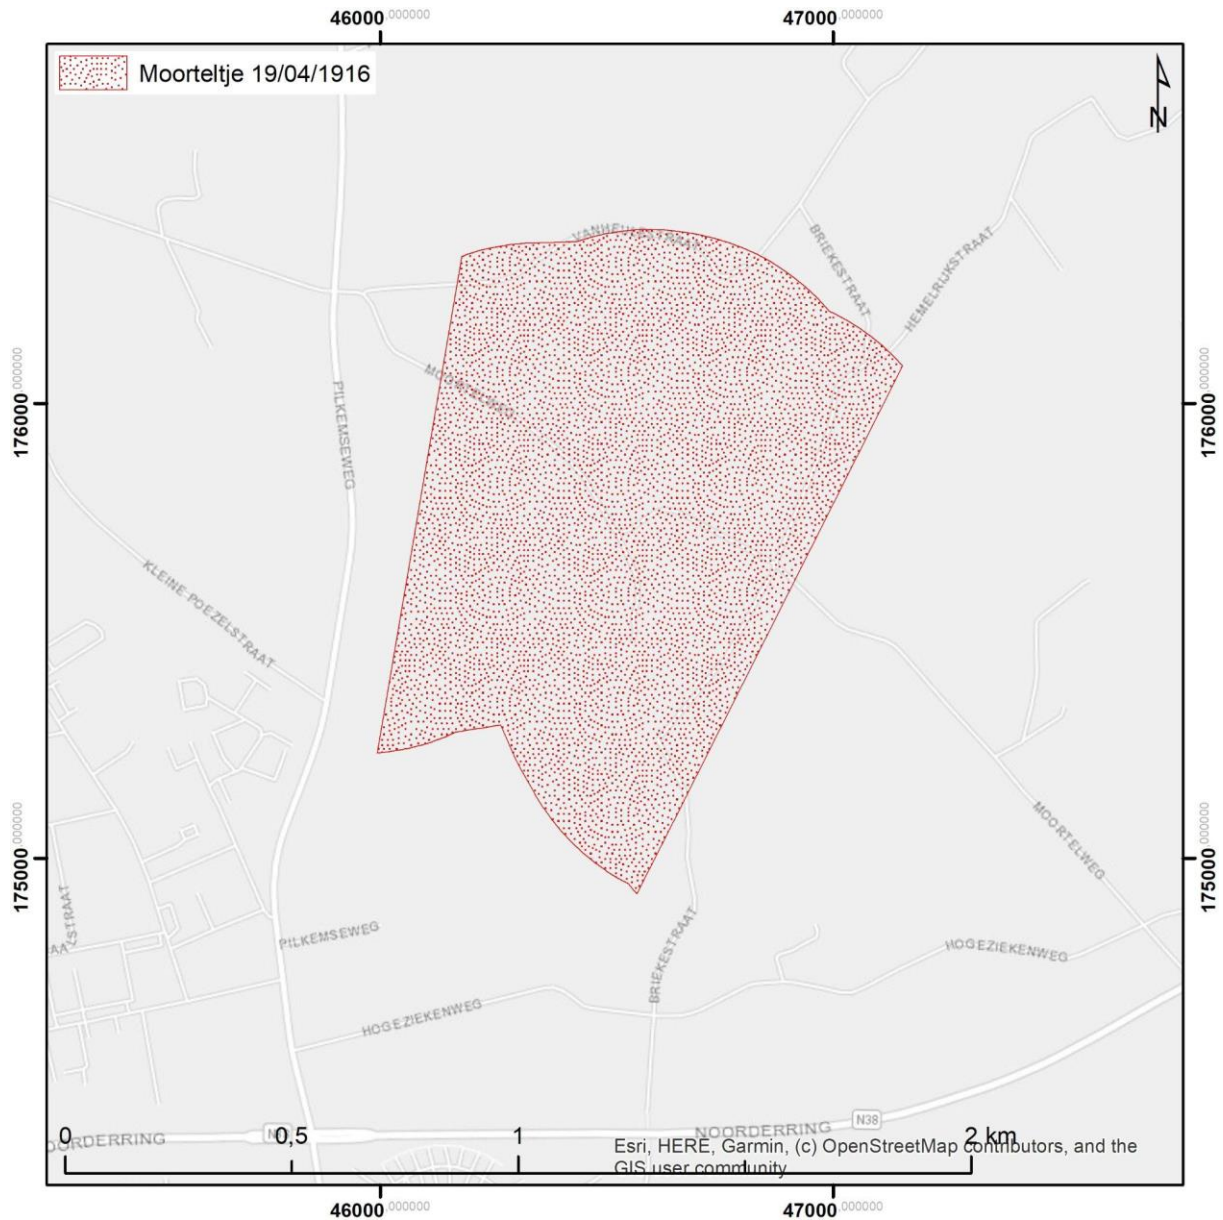 46000,000000
47000,000000
Moorteltje 19/04/1916
N
VANHEULESTRAAT
BRIEKESTRAAT
HEMELRIJKSTRAAT
176000,000000
176000,000000
PILKEMSEWEG
KLEINE POEZELSTRAAT
175000,000000
175000,000000
MOORTELWEG
PILKEMSEWEG
BRIEKESTRAAT
HOGEZIEKENWEG
HOGEZIEKENWEG
N38
NOORDERRING
OORDERRING
0
0,5
1
2 km
Esri, HERE, Garmin, (c) OpenStreetMap contributors, and the
GIS user community
46000,000000
47000,000000